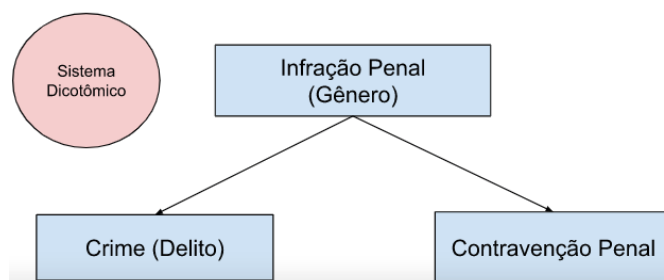 Sistema
Dicotômico
Infração Penal
(Gênero)
Crime (Delito)
Contravenção Penal